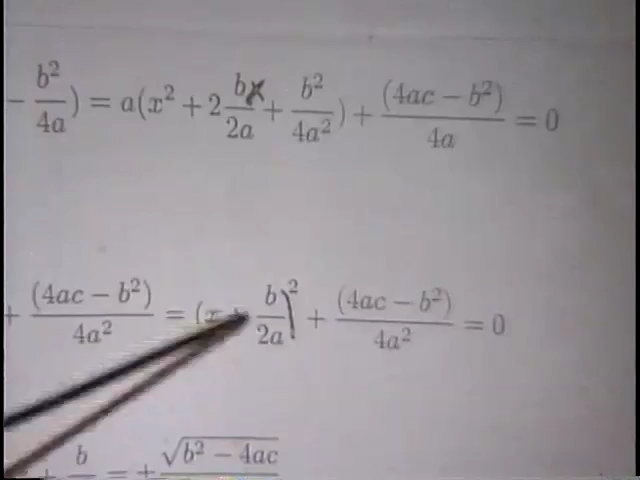 − b²/4a) = a(x² + 2 bx/2a + b²/4a²) + (4ac − b²)/4a = 0
+ (4ac − b²)/4a² = (x + b/2a)² + (4ac − b²)/4a² = 0
+ b = + √(b² − 4ac)